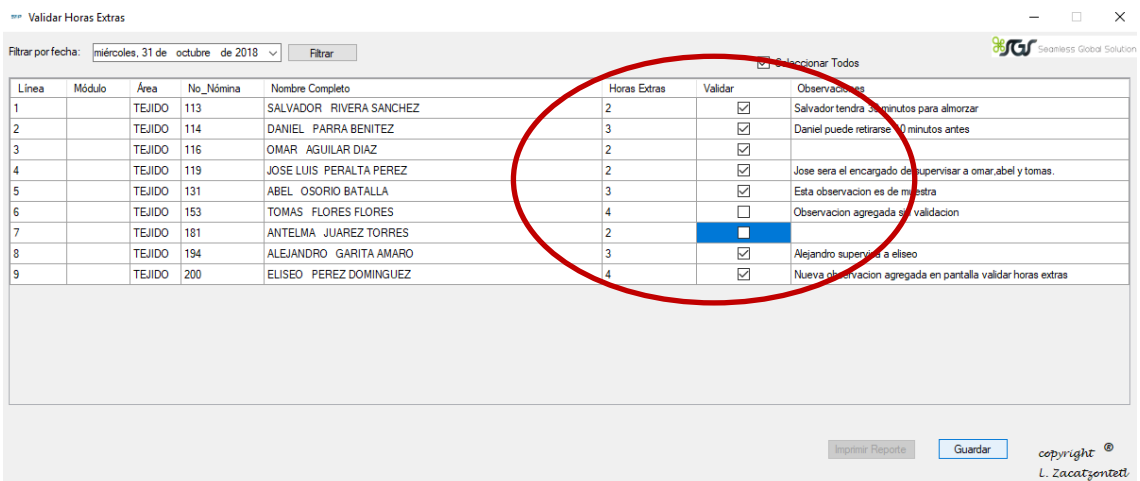 Validar Horas Extras
Filtrar por fecha: miércoles, 31 de octubre de 2018 Filtrar
SGS Seamless Global Solution
Seleccionar Todos
Línea Módulo Área No_Nómina Nombre Completo Horas Extras Validar Observaciones
1 TEJIDO 113 SALVADOR RIVERA SANCHEZ 2 Salvador tendra 30 minutos para almorzar
2 TEJIDO 114 DANIEL PARRA BENITEZ 3 Daniel puede retirarse 10 minutos antes
3 TEJIDO 116 OMAR AGUILAR DIAZ 2
4 TEJIDO 119 JOSE LUIS PERALTA PEREZ 2 Jose sera el encargado de supervisar a omar,abel y tomas.
5 TEJIDO 131 ABEL OSORIO BATALLA 3 Esta observacion es de muestra
6 TEJIDO 153 TOMAS FLORES FLORES 4 Observacion agregada sin validacion
7 TEJIDO 181 ANTELMA JUAREZ TORRES 2
8 TEJIDO 194 ALEJANDRO GARITA AMARO 3 Alejandro supervisa a eliseo
9 TEJIDO 200 ELISEO PEREZ DOMINGUEZ 4 Nueva observacion agregada en pantalla validar horas extras
Imprimir Reporte Guardar
copyright ®
L. Zacatzontetl